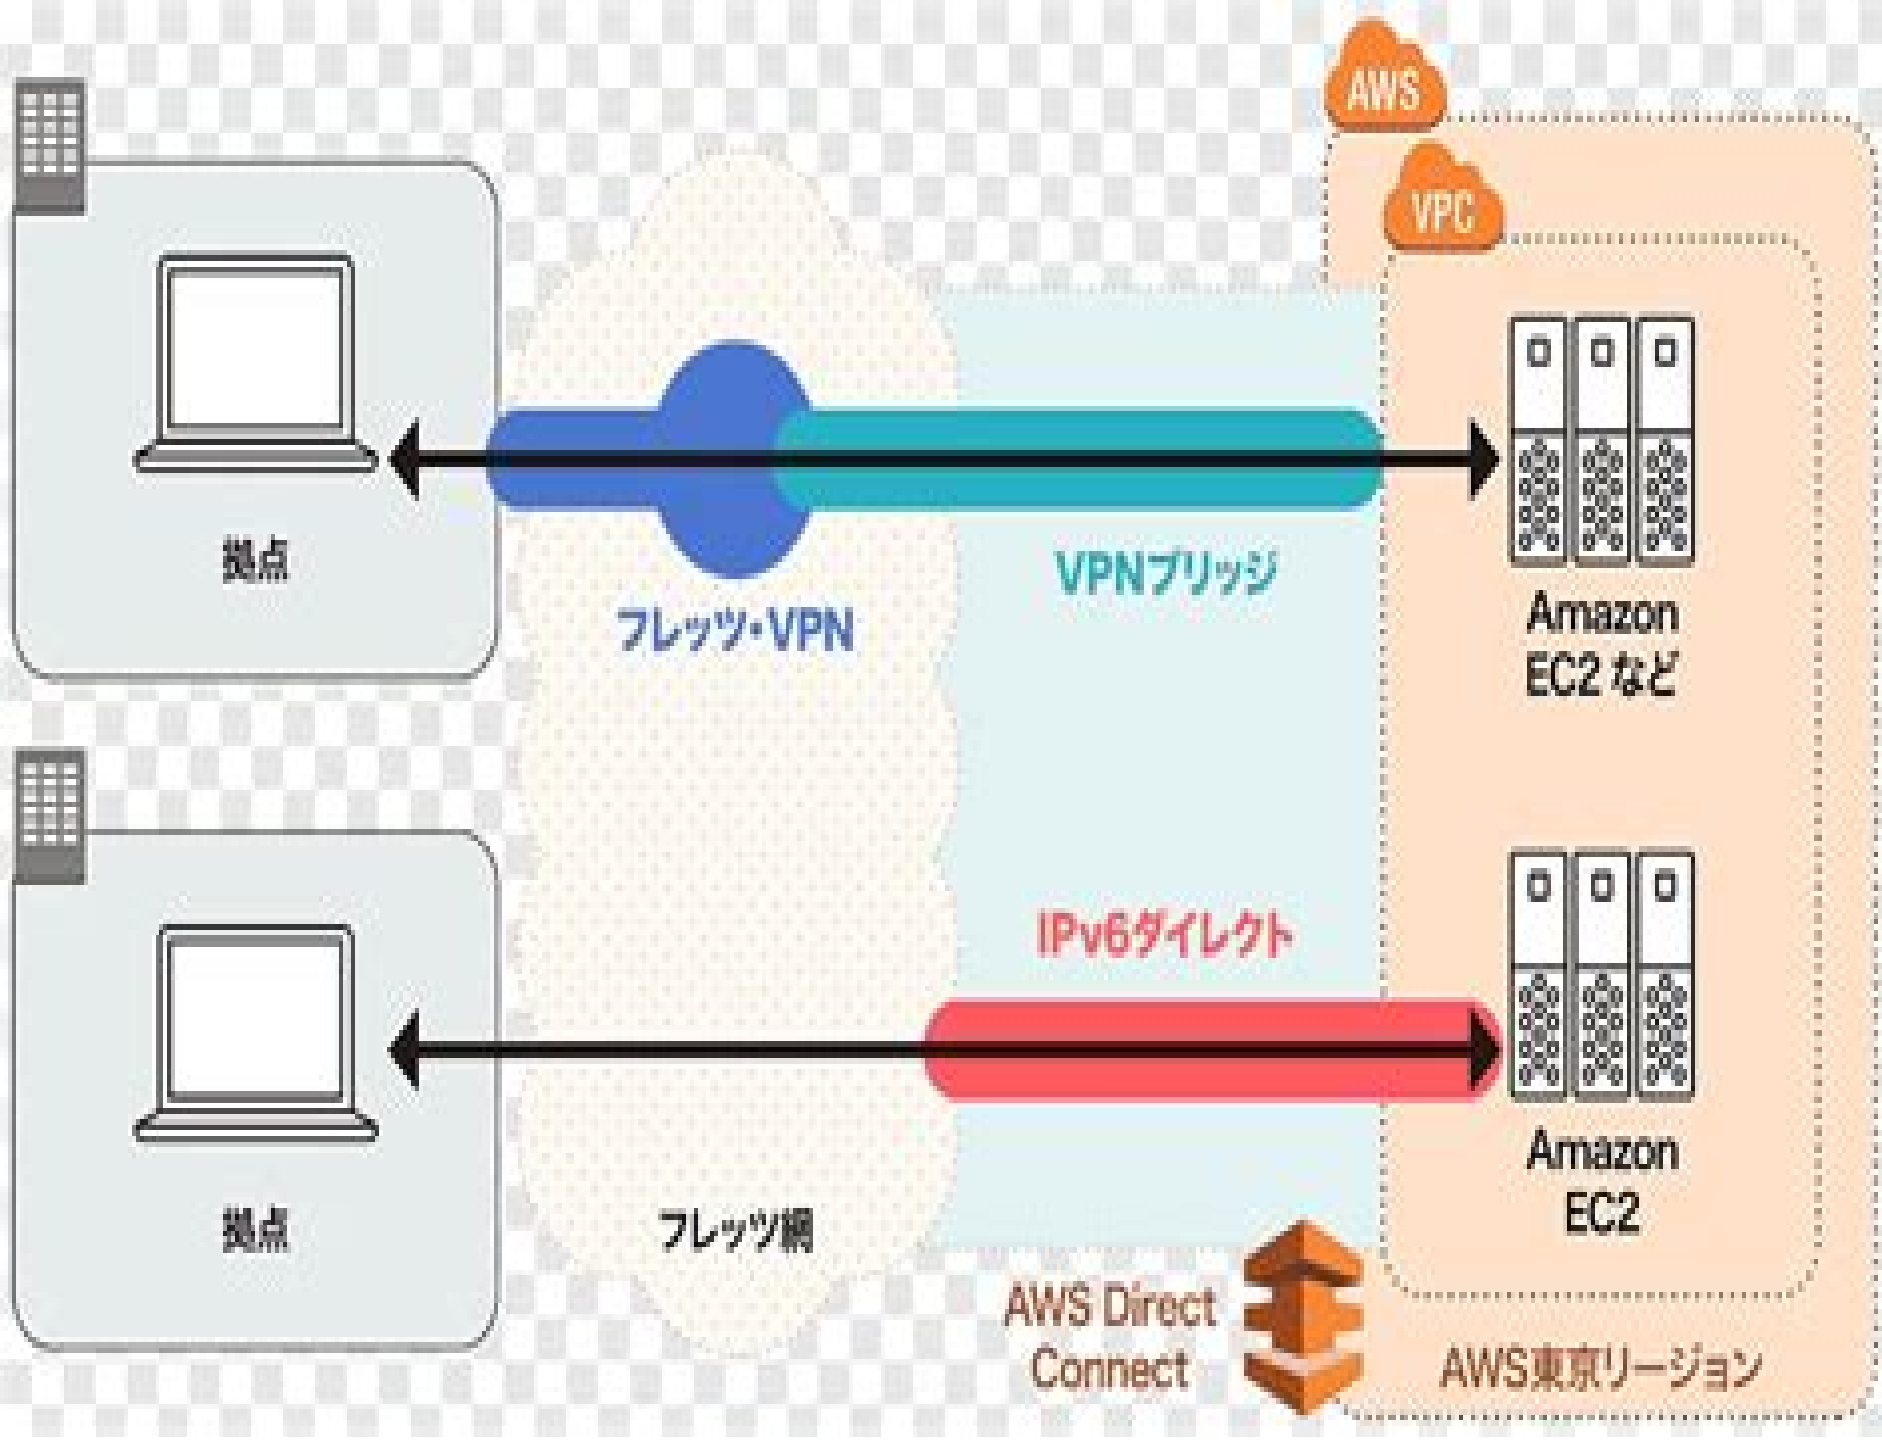 AWS
VPC
拠点
フレッツ・VPN
VPNブリッジ
Amazon
EC2 など
IPv6ダイレクト
拠点
フレッツ網
Amazon
EC2
AWS Direct
Connect
AWS東京リージョン